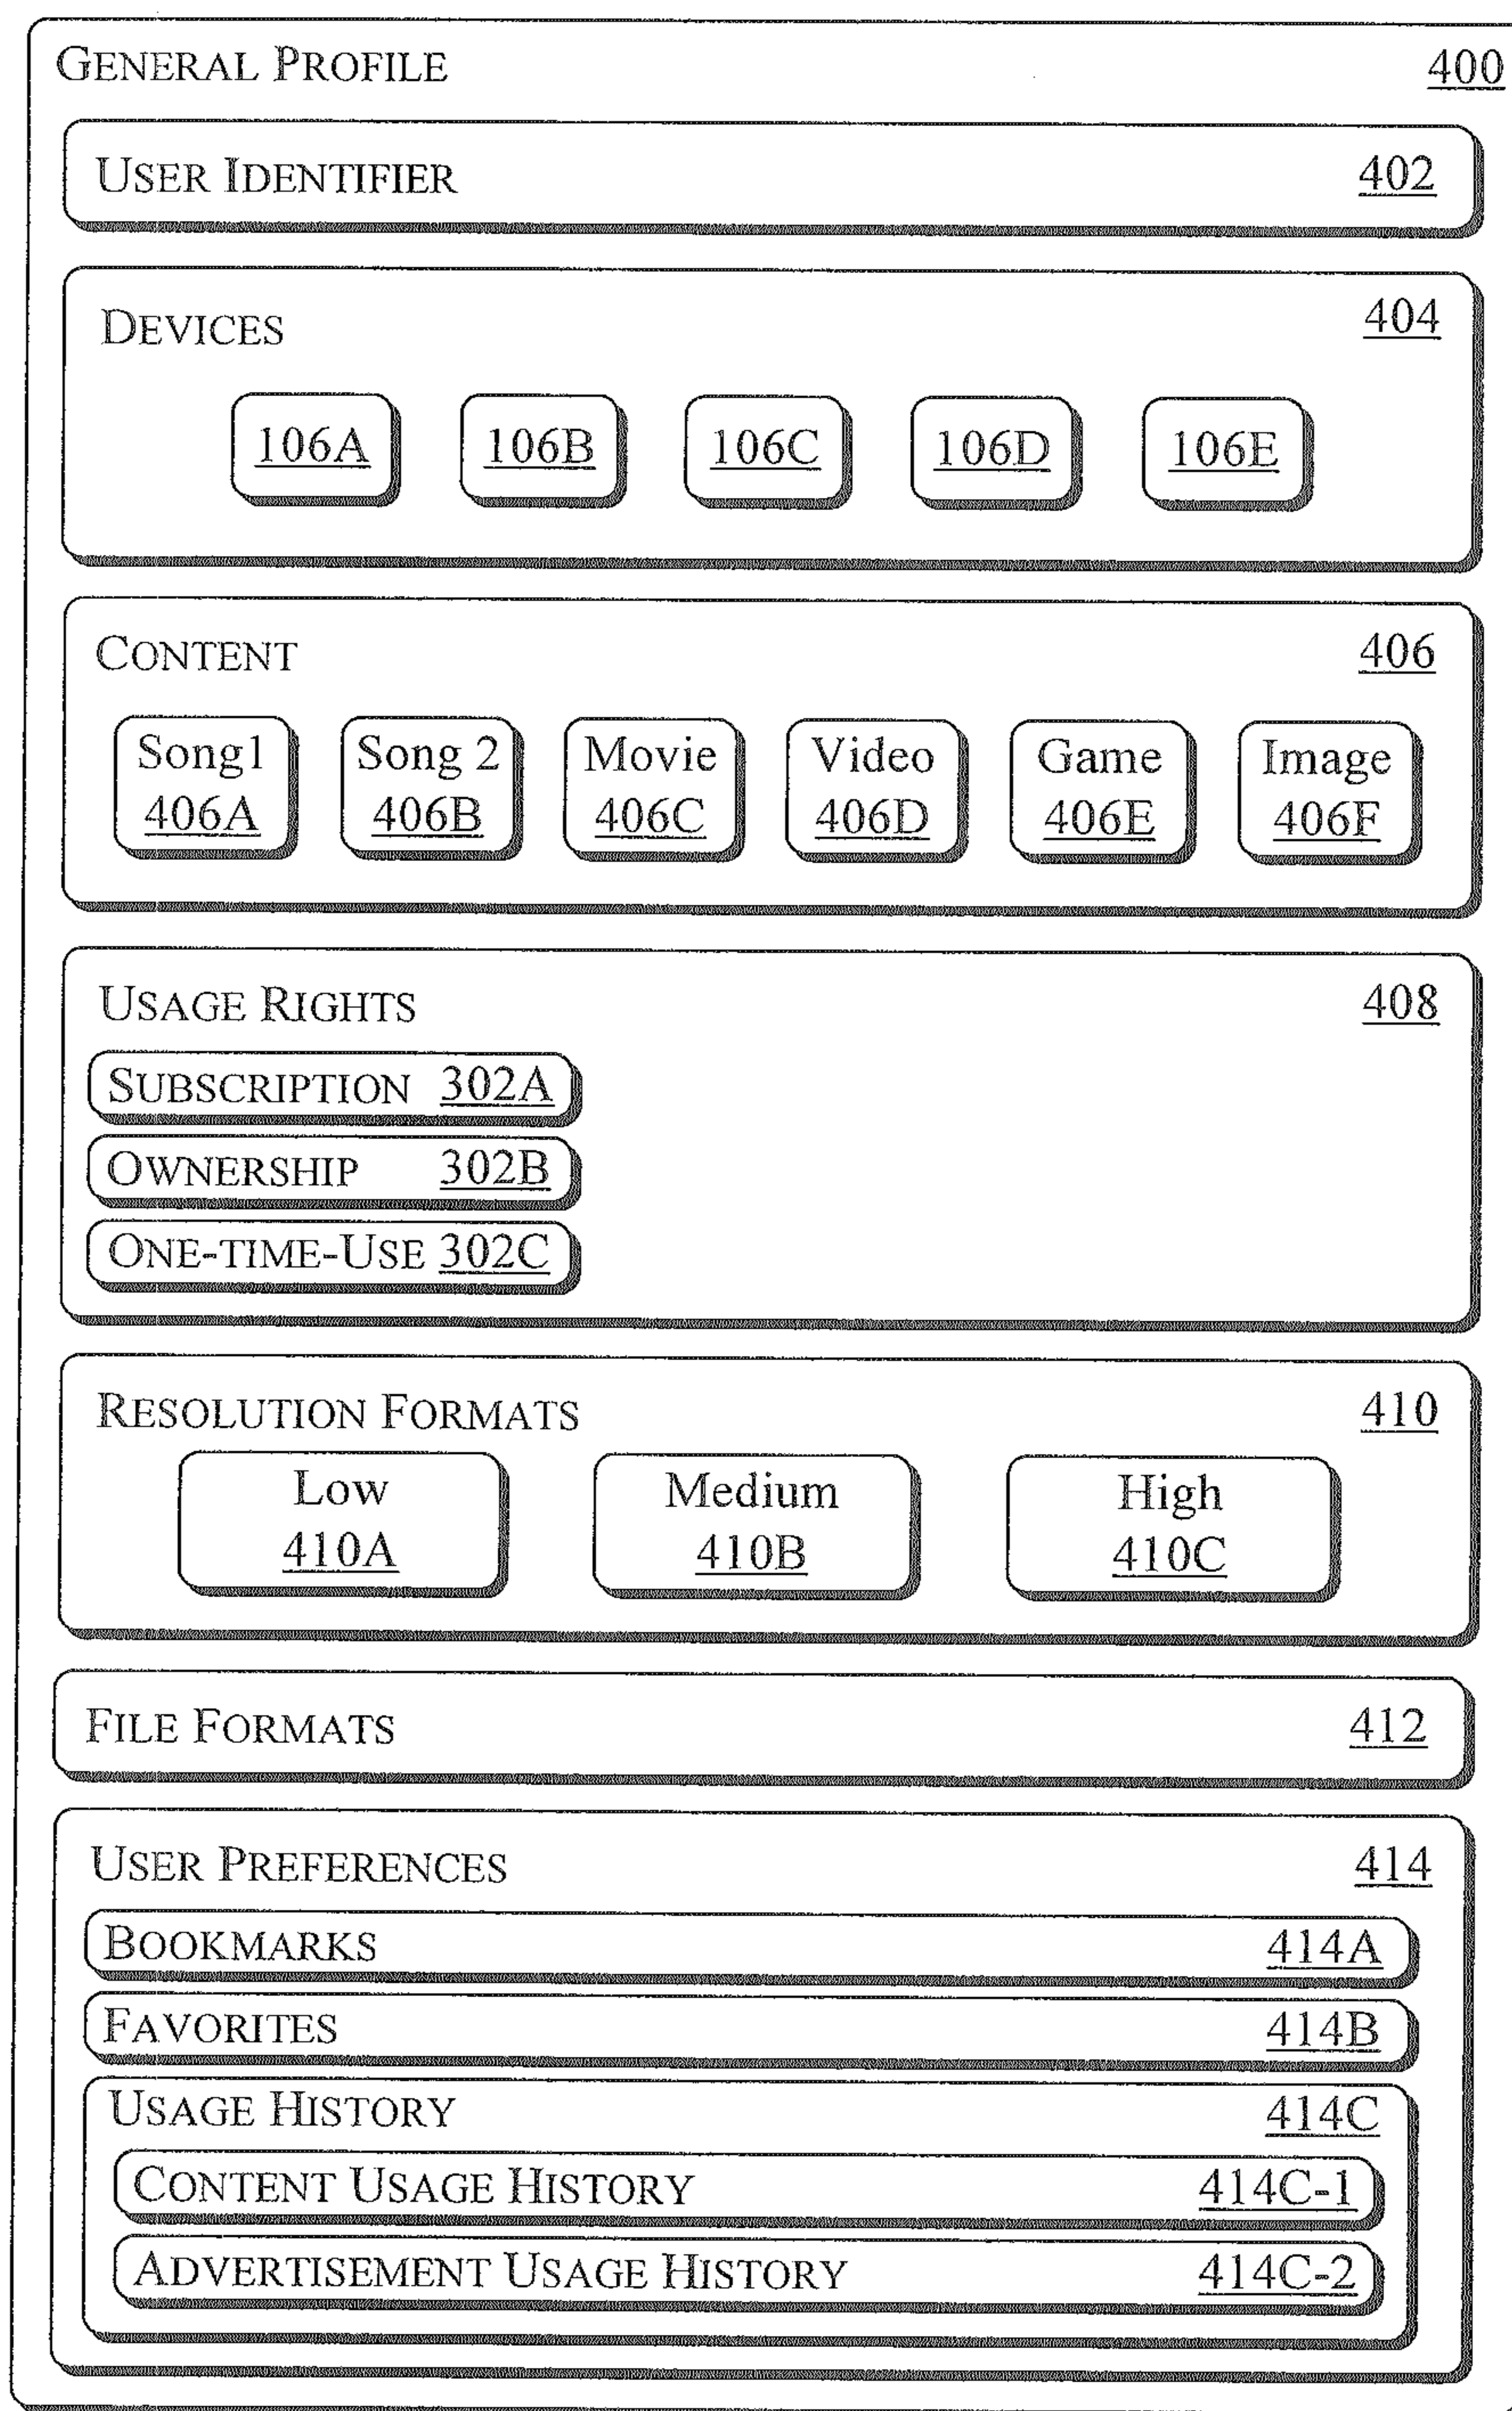 GENERAL PROFILE 400
USER IDENTIFIER 402
DEVICES 404
106A 106B 106C 106D 106E
CONTENT 406
Song1 Song 2 Movie Video Game Image
406A 406B 406C 406D 406E 406F
USAGE RIGHTS 408
SUBSCRIPTION 302A
OWNERSHIP 302B
ONE-TIME-USE 302C
RESOLUTION FORMATS 410
Low Medium High
410A 410B 410C
FILE FORMATS 412
USER PREFERENCES 414
BOOKMARKS 414A
FAVORITES 414B
USAGE HISTORY 414C
CONTENT USAGE HISTORY 414C-1
ADVERTISEMENT USAGE HISTORY 414C-2